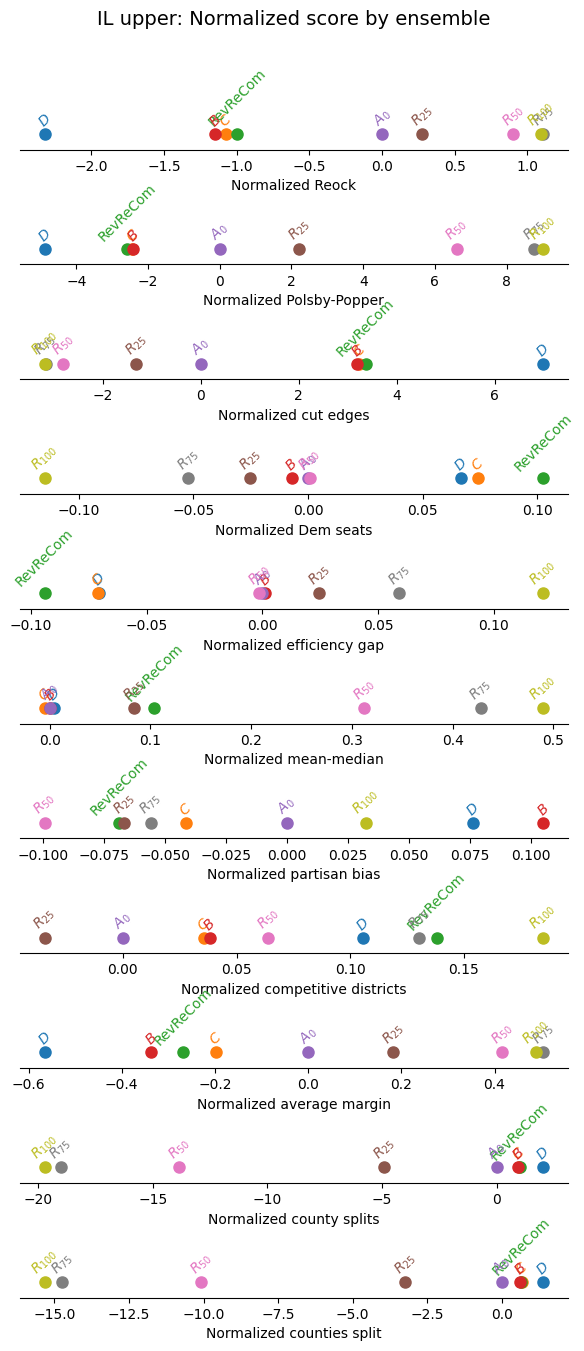 IL upper: Normalized score by ensemble
D B C RevReCom A0 R25 R50 R100 R75
−2.0 −1.5 −1.0 −0.5 0.0 0.5 1.0
Normalized Reock
D RevReCom B A0 R25 R50 R75 R100
−4 −2 0 2 4 6 8
Normalized Polsby-Popper
R100 R75 R50 R25 A0 B RevReCom D
−2 0 2 4 6
Normalized cut edges
R100 R75 R25 B A0 R50 D C RevReCom
−0.10 −0.05 0.00 0.05 0.10
Normalized Dem seats
RevReCom C D R50 A0 B R25 R75 R100
−0.10 −0.05 0.00 0.05 0.10
Normalized efficiency gap
C A0 B D R25 RevReCom R50 R75 R100
0.0 0.1 0.2 0.3 0.4 0.5
Normalized mean-median
R50 RevReCom R25 R75 C A0 R100 D B
−0.100 −0.075 −0.050 −0.025 0.000 0.025 0.050 0.075 0.100
Normalized partisan bias
R25 A0 C B R50 D R75 RevReCom R100
0.00 0.05 0.10 0.15
Normalized competitive districts
D B RevReCom C A0 R25 R50 R100 R75
−0.6 −0.4 −0.2 0.0 0.2 0.4
Normalized average margin
R100 R75 R50 R25 A0 B RevReCom D
−20 −15 −10 −5 0
Normalized county splits
R100 R75 R50 R25 A0 B RevReCom D
−15.0 −12.5 −10.0 −7.5 −5.0 −2.5 0.0
Normalized counties split